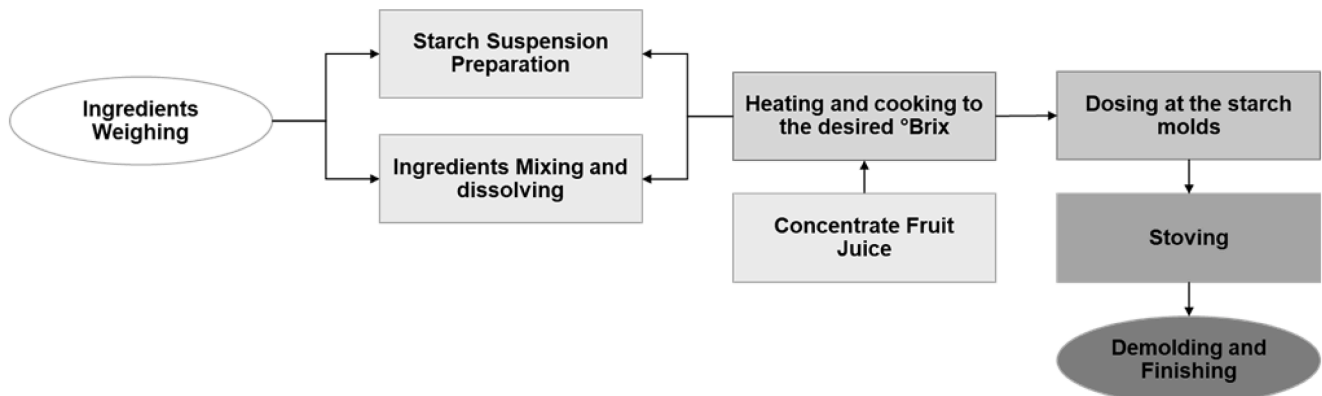 Ingredients
Weighing
Starch Suspension
Preparation
Ingredients Mixing and
dissolving
Heating and cooking to
the desired °Brix
Concentrate Fruit
Juice
Dosing at the starch
molds
Stoving
Demolding and
Finishing